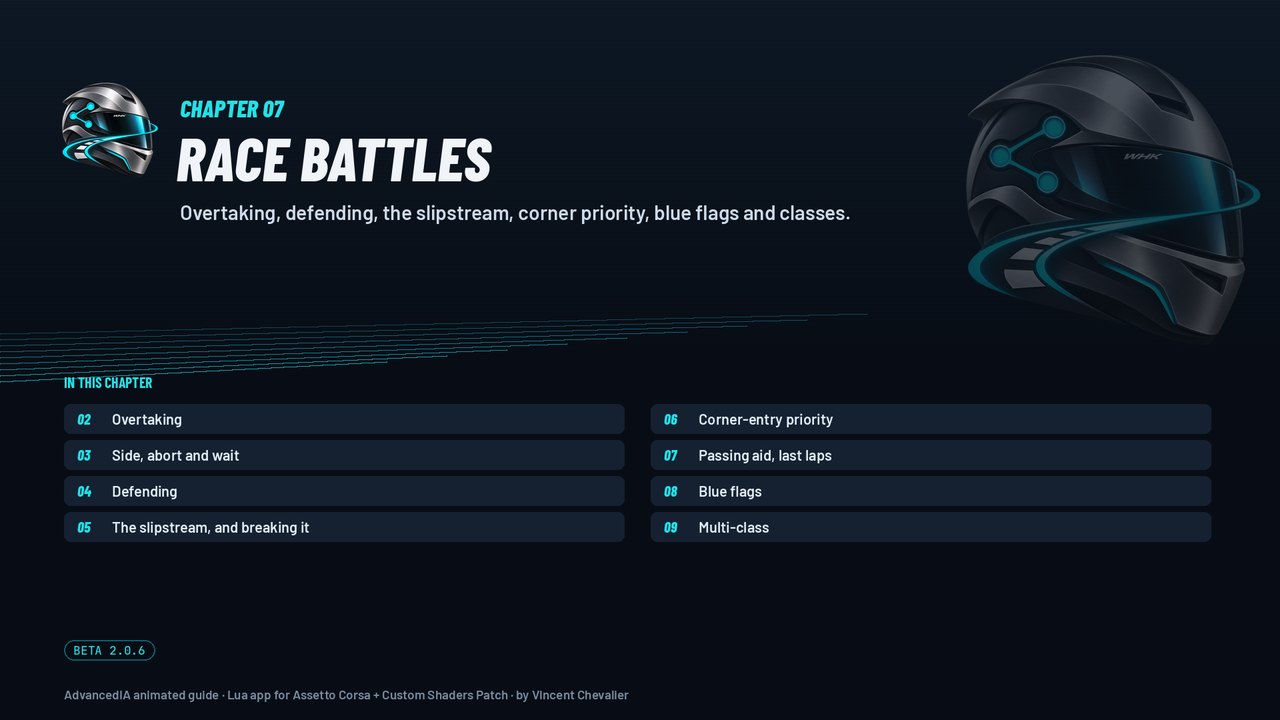 CHAPTER 07
RACE BATTLES
Overtaking, defending, the slipstream, corner priority, blue flags and classes.
WHK
IN THIS CHAPTER
02 Overtaking
03 Side, abort and wait
04 Defending
05 The slipstream, and breaking it
06 Corner-entry priority
07 Passing aid, last laps
08 Blue flags
09 Multi-class
BETA 2.0.6
AdvancedIA animated guide · Lua app for Assetto Corsa + Custom Shaders Patch · by Vincent Chevalier